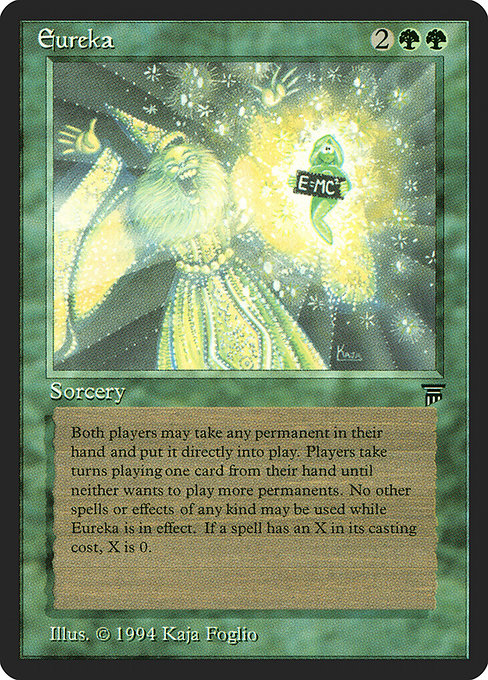 Eureka 2
E=MC²
KAJA
Sorcery
Both players may take any permanent in their
hand and put it directly into play. Players take
turns playing one card from their hand until
neither wants to play more permanents. No other
spells or effects of any kind may be used while
Eureka is in effect. If a spell has an X in its casting
cost, X is 0.
Illus. © 1994 Kaja Foglio